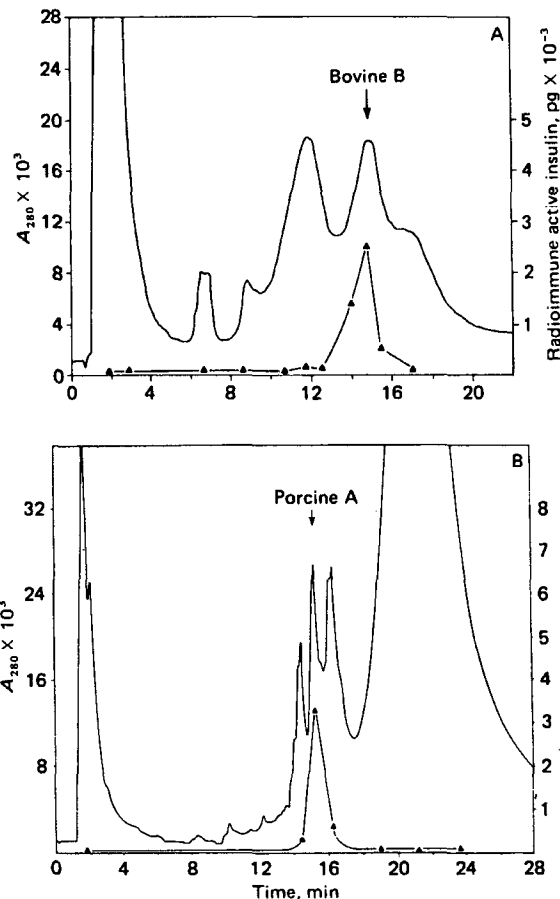 A
Bovine B
28
24
20
16
12
8
4
0
A₂₈₀ × 10³
5
4
3
2
1
Radioimmune active insulin, pg × 10⁻³
0 4 8 12 16 20
B
Porcine A
32
24
16
8
A₂₈₀ × 10³
8
7
6
5
4
3
2
1
0 4 8 12 16 20 24 28
Time, min